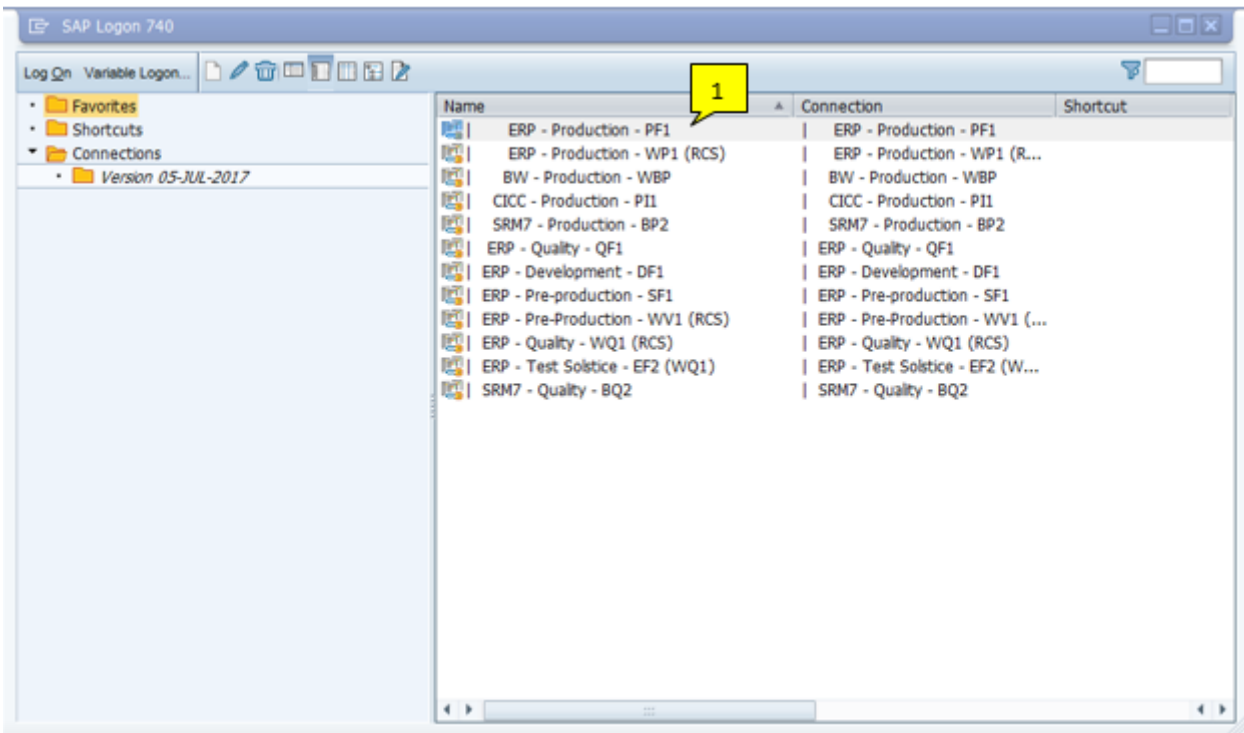 SAP Logon 740
Log On Variable Logon...
Favorites
Shortcuts
Connections
Version 05-JUL-2017
1
Name Connection Shortcut
| ERP - Production - PF1 | ERP - Production - PF1
| ERP - Production - WP1 (RCS) | ERP - Production - WP1 (R...
| BW - Production - WBP | BW - Production - WBP
| CICC - Production - PI1 | CICC - Production - PI1
| SRM7 - Production - BP2 | SRM7 - Production - BP2
| ERP - Quality - QF1 | ERP - Quality - QF1
| ERP - Development - DF1 | ERP - Development - DF1
| ERP - Pre-production - SF1 | ERP - Pre-production - SF1
| ERP - Pre-Production - WV1 (RCS) | ERP - Pre-Production - WV1 (...
| ERP - Quality - WQ1 (RCS) | ERP - Quality - WQ1 (RCS)
| ERP - Test Solstice - EF2 (WQ1) | ERP - Test Solstice - EF2 (W...
| SRM7 - Quality - BQ2 | SRM7 - Quality - BQ2